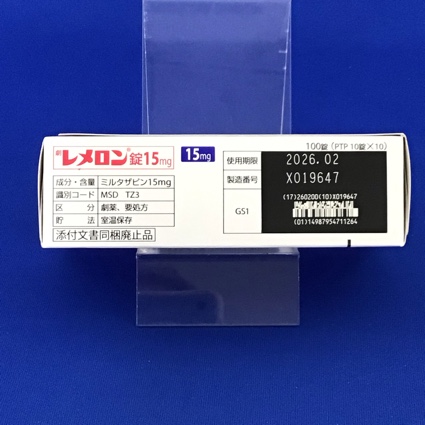 レメロン®錠15mg 15mg
100錠（PTP 10錠×10）
成分・含量 ミルタザピン15mg
識別コード MSD TZ3
区分 劇薬、要処方
貯法 室温保存
添付文書同梱廃止品
使用期限 2026.02
製造番号 X019647
GS1
(17)260200(10)X019647
(01)14987954711264